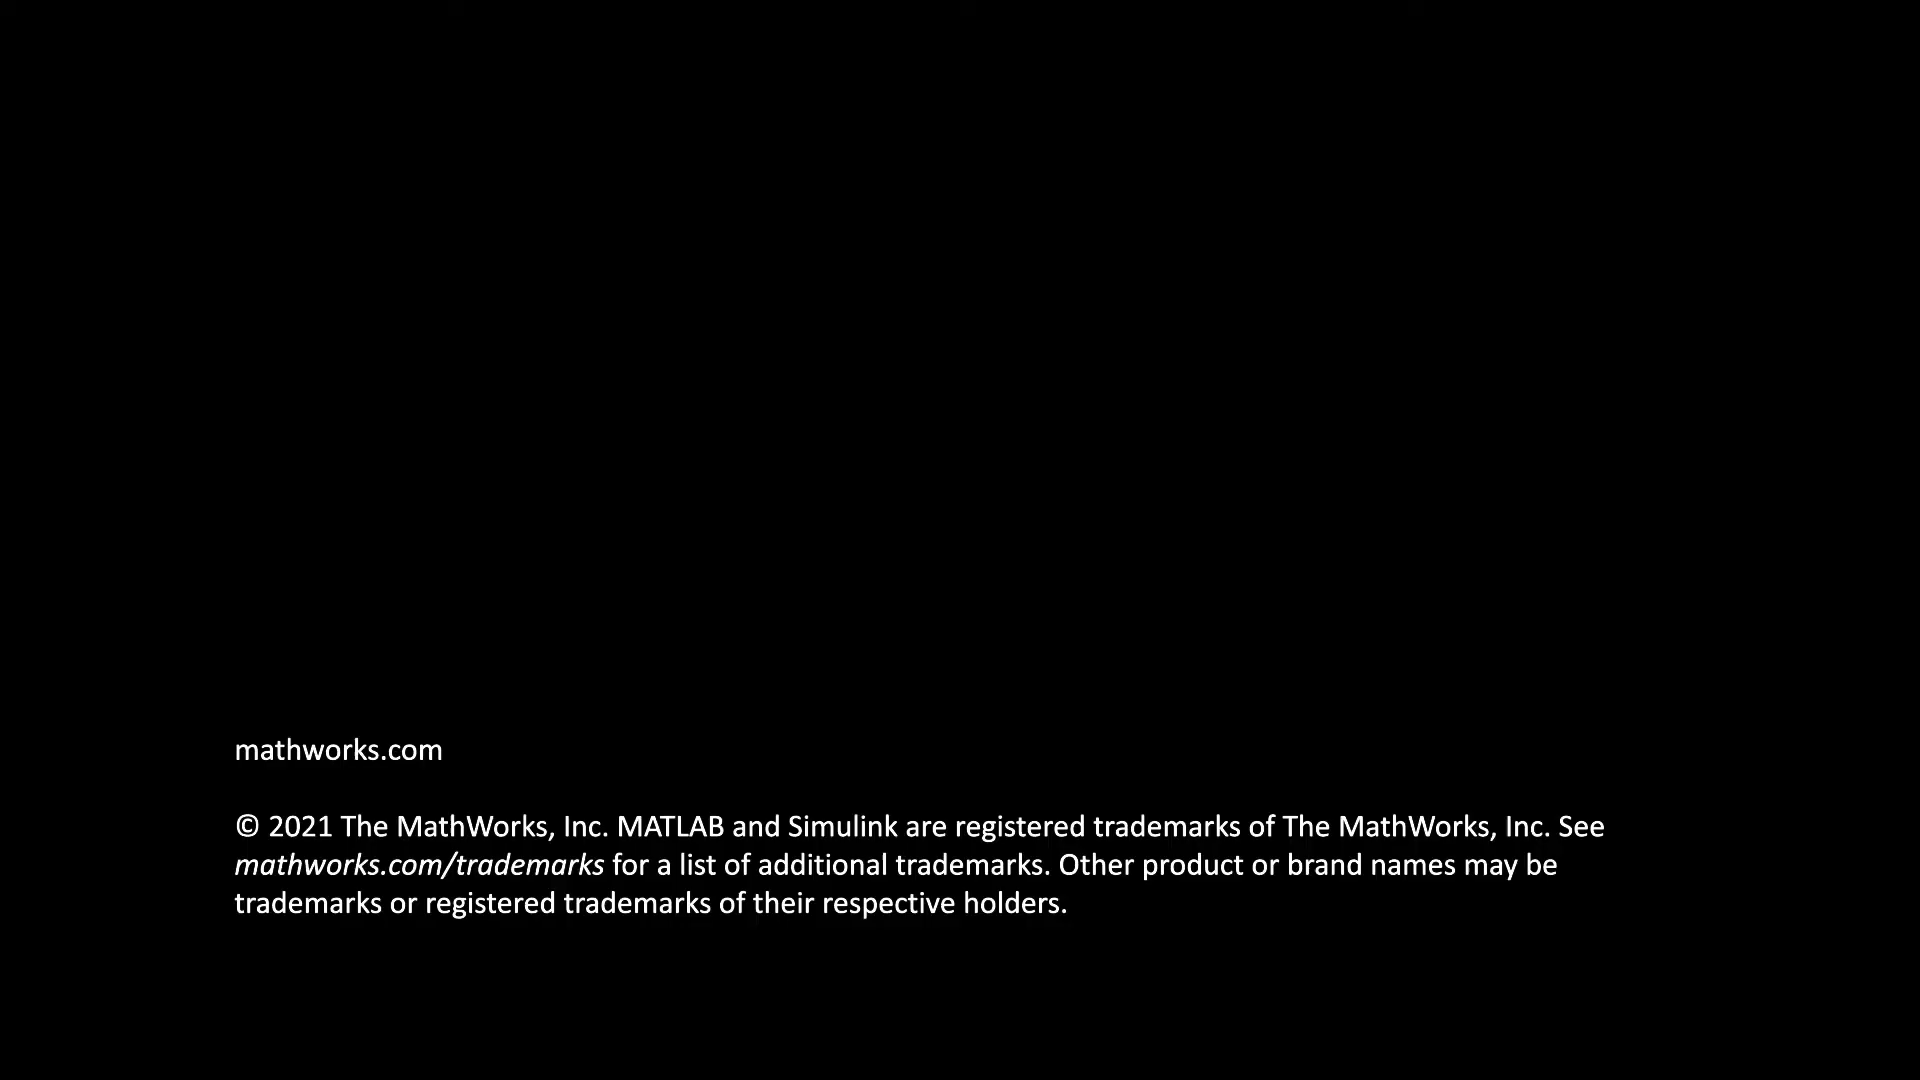 mathworks.com
© 2021 The MathWorks, Inc. MATLAB and Simulink are registered trademarks of The MathWorks, Inc. See
mathworks.com/trademarks for a list of additional trademarks. Other product or brand names may be
trademarks or registered trademarks of their respective holders.